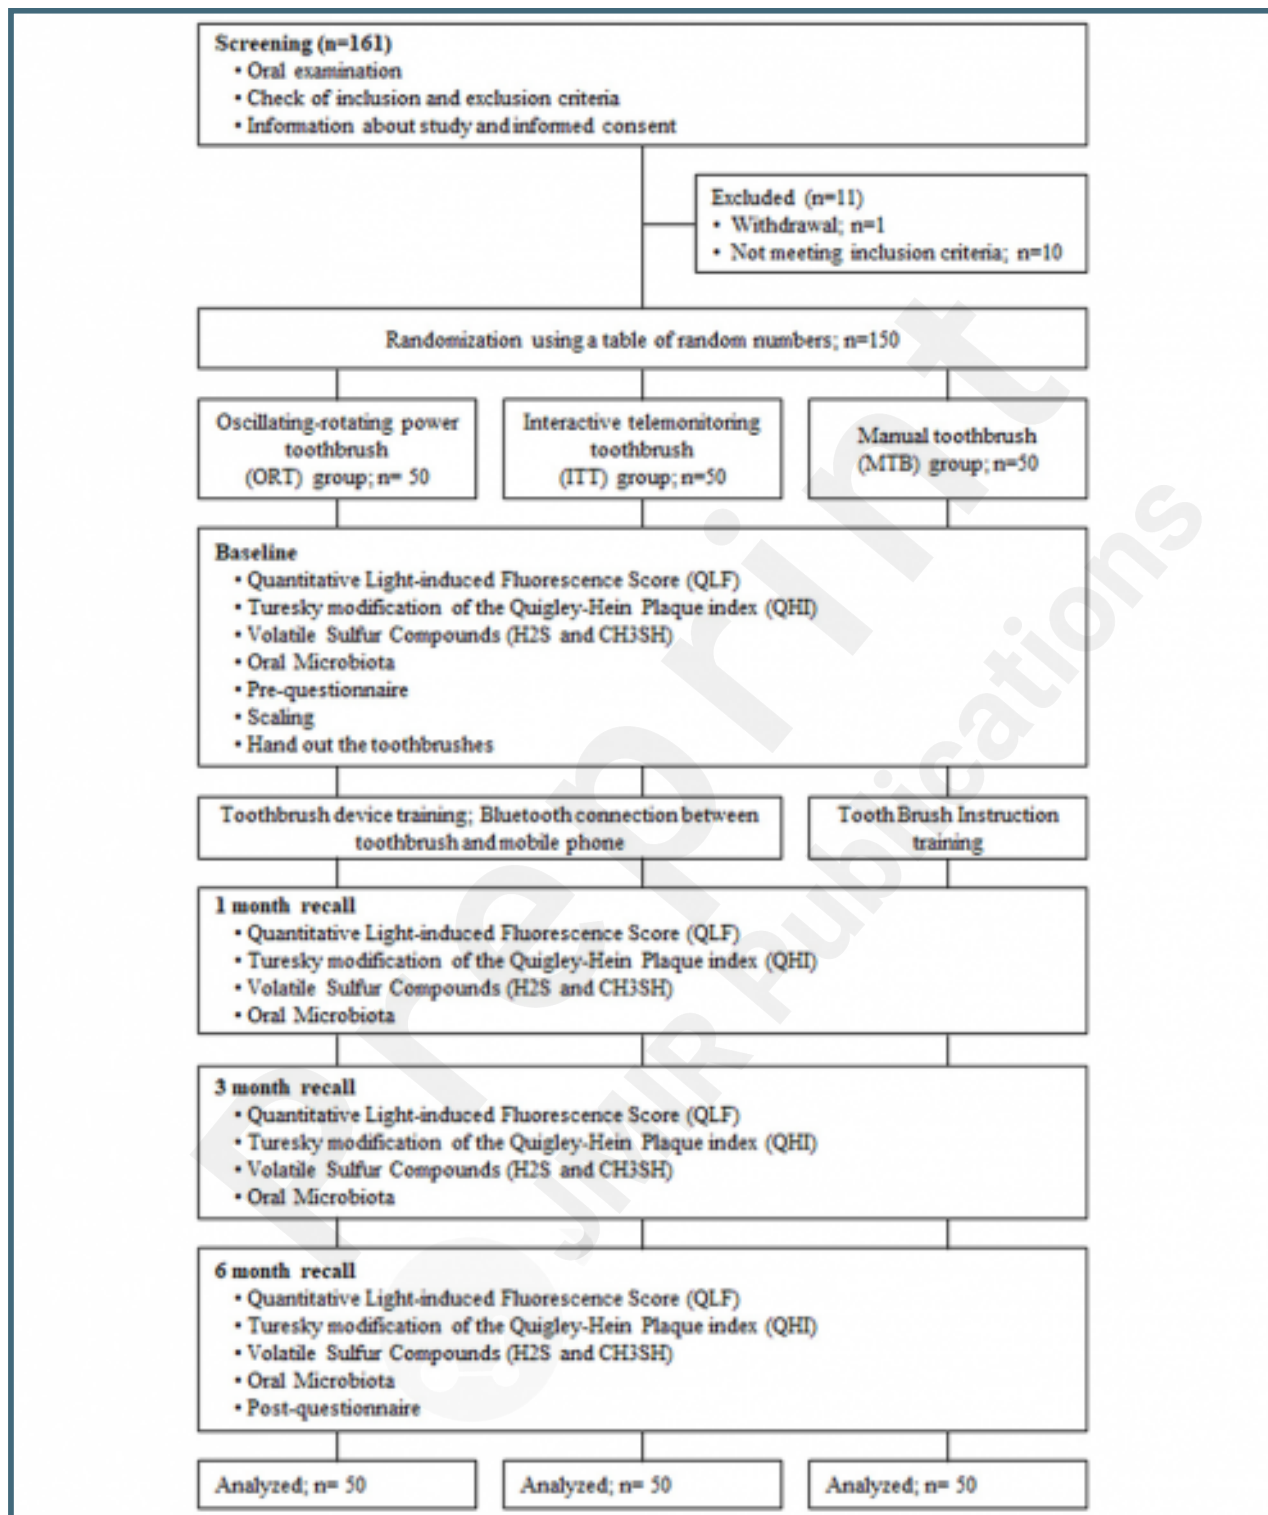 Screening (n=161)
• Oral examination
• Check of inclusion and exclusion criteria
• Information about study and informed consent
Excluded (n=11)
• Withdrawal; n=1
• Not meeting inclusion criteria; n=10
Randomization using a table of random numbers; n=150
Oscillating-rotating power
toothbrush
(ORT) group; n= 50
Interactive telemonitoring
toothbrush
(ITT) group; n=50
Manual toothbrush
(MTB) group; n=50
Baseline
• Quantitative Light-induced Fluorescence Score (QLF)
• Turesky modification of the Quigley-Hein Plaque index (QHI)
• Volatile Sulfur Compounds (H2S and CH3SH)
• Oral Microbiota
• Pre-questionnaire
• Scaling
• Hand out the toothbrushes
Toothbrush device training; Bluetooth connection between
toothbrush and mobile phone
Tooth Brush Instruction
training
1 month recall
• Quantitative Light-induced Fluorescence Score (QLF)
• Turesky modification of the Quigley-Hein Plaque index (QHI)
• Volatile Sulfur Compounds (H2S and CH3SH)
• Oral Microbiota
3 month recall
• Quantitative Light-induced Fluorescence Score (QLF)
• Turesky modification of the Quigley-Hein Plaque index (QHI)
• Volatile Sulfur Compounds (H2S and CH3SH)
• Oral Microbiota
6 month recall
• Quantitative Light-induced Fluorescence Score (QLF)
• Turesky modification of the Quigley-Hein Plaque index (QHI)
• Volatile Sulfur Compounds (H2S and CH3SH)
• Oral Microbiota
• Post-questionnaire
Analyzed; n= 50
Analyzed; n= 50
Analyzed; n= 50
Preprint
JMIR Publications